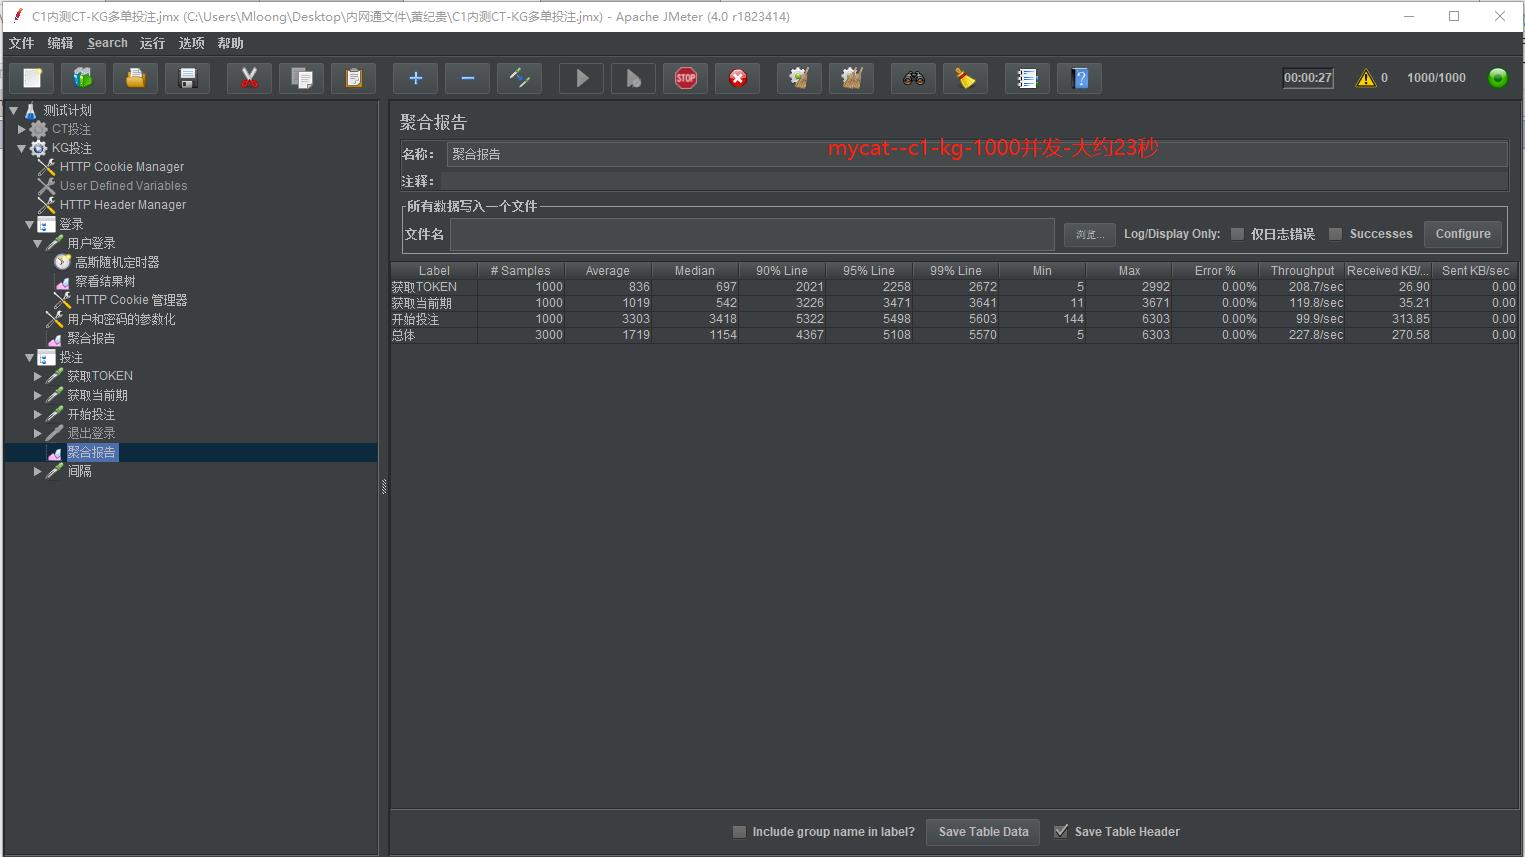 C1内测CT-KG多单投注.jmx (C:\Users\Mloong\Desktop\内网通文件\黄纪贵\C1内测CT-KG多单投注.jmx) - Apache JMeter (4.0 r1823414)
文件 编辑 Search 运行 选项 帮助
STOP
00:00:27 0 1000/1000
测试计划
CT投注
KG投注
HTTP Cookie Manager
User Defined Variables
HTTP Header Manager
登录
用户登录
高斯随机定时器
察看结果树
HTTP Cookie 管理器
用户和密码的参数化
聚合报告
投注
获取TOKEN
获取当前期
开始投注
退出登录
聚合报告
间隔
聚合报告
mycat--c1-kg-1000并发-大约23秒
名称： 聚合报告
注释：
所有数据写入一个文件
文件名 浏览... Log/Display Only: 仅日志错误 Successes Configure
Label # Samples Average Median 90% Line 95% Line 99% Line Min Max Error % Throughput Received KB/... Sent KB/sec
获取TOKEN 1000 836 697 2021 2258 2672 5 2992 0.00% 208.7/sec 26.90 0.00
获取当前期 1000 1019 542 3226 3471 3641 11 3671 0.00% 119.8/sec 35.21 0.00
开始投注 1000 3303 3418 5322 5498 5603 144 6303 0.00% 99.9/sec 313.85 0.00
总体 3000 1719 1154 4367 5108 5570 5 6303 0.00% 227.8/sec 270.58 0.00
Include group name in label? Save Table Data Save Table Header